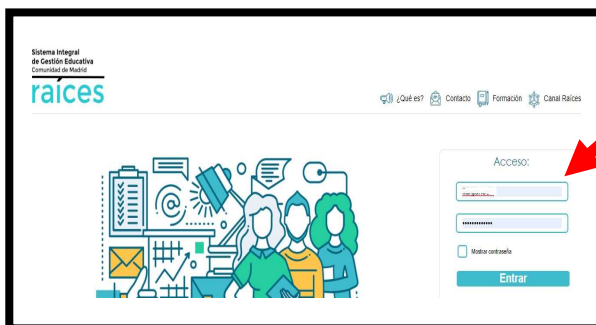 Sistema Integral
de Gestión Educativa
Comunidad de Madrid
raíces
¿Qué es? Contacto Formación Canal Raíces
Acceso:
•••••••••••••
Mostrar contraseña
Entrar